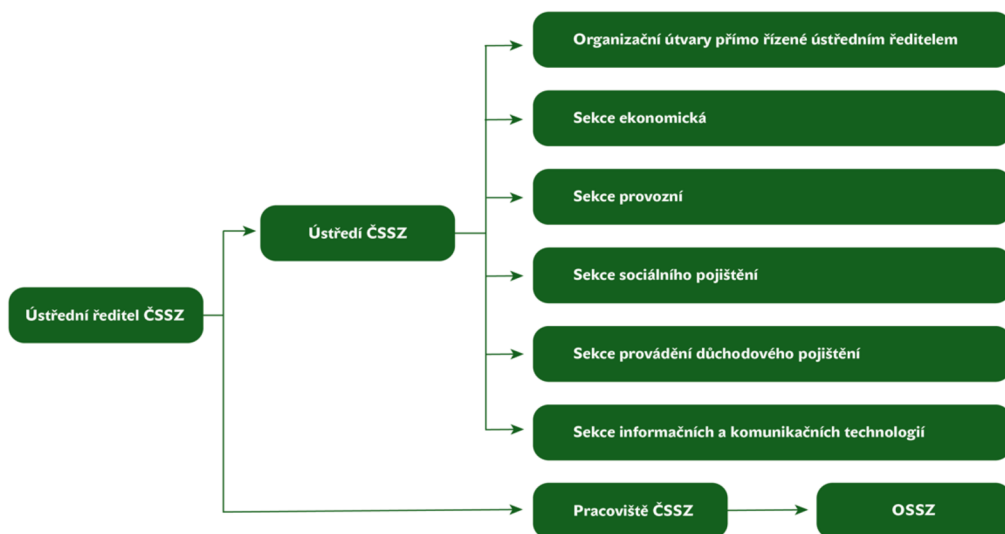 Organizační útvary přímo řízené ústředním ředitelem
Sekce ekonomická
Sekce provozní
Ústředí ČSSZ
Sekce sociálního pojištění
Ústřední ředitel ČSSZ
Sekce provádění důchodového pojištění
Sekce informačních a komunikačních technologií
Pracoviště ČSSZ
OSSZ